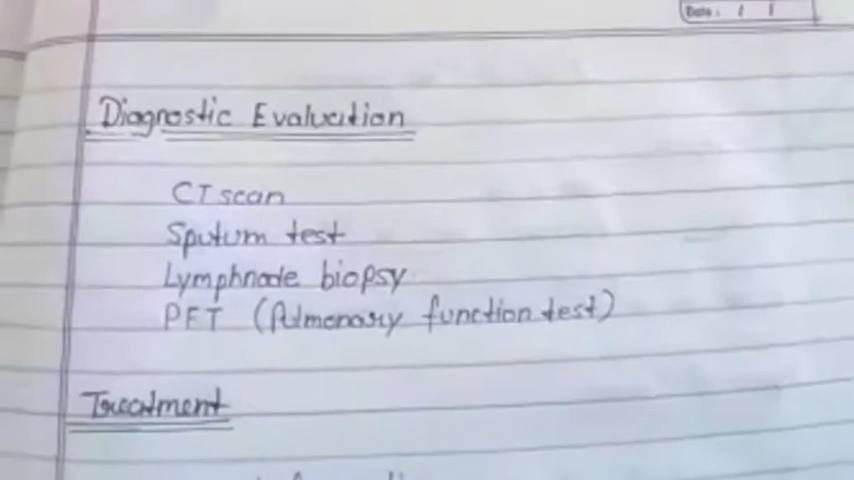 Date: / /
Diagnostic Evaluation
CT scan
Sputum test
Lymphnode biopsy
PFT (Pulmonary function test)
Treatment